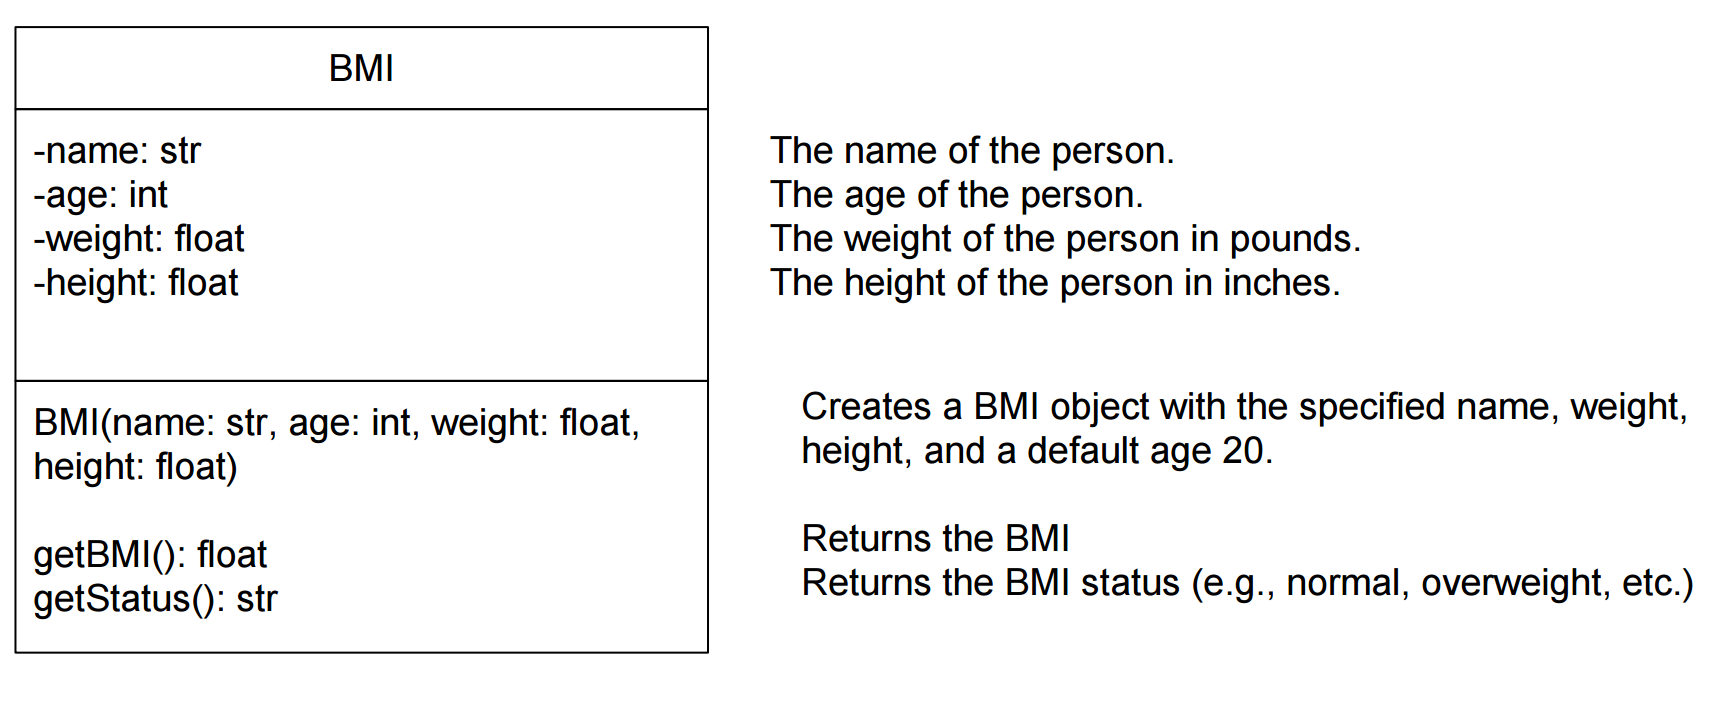 BMI
-name: str
-age: int
-weight: float
-height: float
The name of the person.
The age of the person.
The weight of the person in pounds.
The height of the person in inches.
BMI(name: str, age: int, weight: float,
height: float)
getBMI(): float
getStatus(): str
Creates a BMI object with the specified name, weight,
height, and a default age 20.
Returns the BMI
Returns the BMI status (e.g., normal, overweight, etc.)